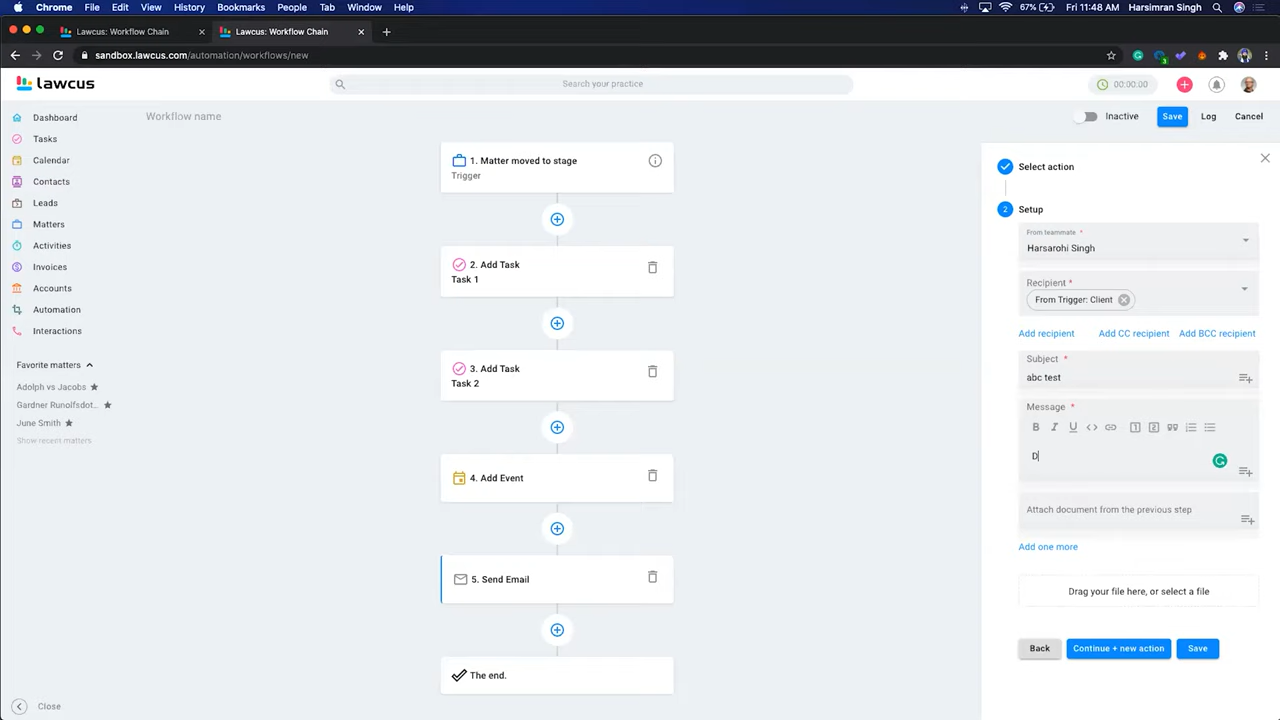 Chrome File Edit View History Bookmarks People Tab Window Help
67% Fri 11:48 AM Harsimran Singh
Lawcus: Workflow Chain
Lawcus: Workflow Chain
sandbox.lawcus.com/automation/workflows/new
3
lawcus
Search your practice
00:00:00
Workflow name
Inactive
Save
Log
Cancel
Dashboard
Tasks
Calendar
Contacts
Leads
Matters
Activities
Invoices
Accounts
Automation
Interactions
Favorite matters
Adolph vs Jacobs
Gardner Runolfsdot...
June Smith
Show recent matters
Close
1. Matter moved to stage
Trigger
2. Add Task
Task 1
3. Add Task
Task 2
4. Add Event
5. Send Email
The end.
Select action
2 Setup
From teammate *
Harsarohi Singh
Recipient *
From Trigger: Client
Add recipient
Add CC recipient
Add BCC recipient
Subject *
abc test
Message *
D
Attach document from the previous step
Add one more
Drag your file here, or select a file
Back
Continue + new action
Save